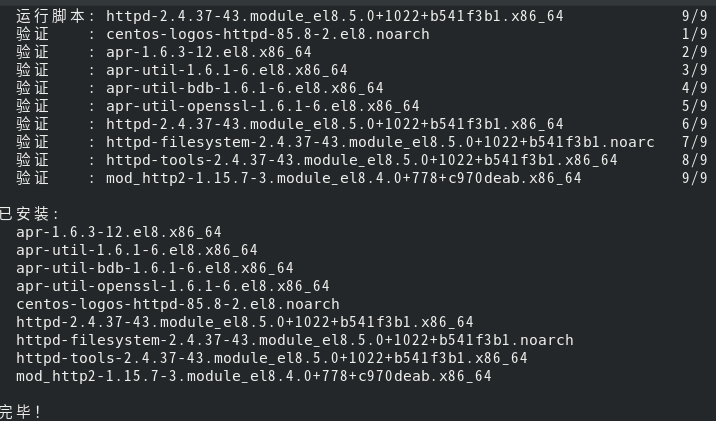 运行脚本: httpd-2.4.37-43.module_el8.5.0+1022+b541f3b1.x86_64 9/9
验证 : centos-logos-httpd-85.8-2.el8.noarch 1/9
验证 : apr-1.6.3-12.el8.x86_64 2/9
验证 : apr-util-1.6.1-6.el8.x86_64 3/9
验证 : apr-util-bdb-1.6.1-6.el8.x86_64 4/9
验证 : apr-util-openssl-1.6.1-6.el8.x86_64 5/9
验证 : httpd-2.4.37-43.module_el8.5.0+1022+b541f3b1.x86_64 6/9
验证 : httpd-filesystem-2.4.37-43.module_el8.5.0+1022+b541f3b1.noarc 7/9
验证 : httpd-tools-2.4.37-43.module_el8.5.0+1022+b541f3b1.x86_64 8/9
验证 : mod_http2-1.15.7-3.module_el8.4.0+778+c970deab.x86_64 9/9
已安装:
apr-1.6.3-12.el8.x86_64
apr-util-1.6.1-6.el8.x86_64
apr-util-bdb-1.6.1-6.el8.x86_64
apr-util-openssl-1.6.1-6.el8.x86_64
centos-logos-httpd-85.8-2.el8.noarch
httpd-2.4.37-43.module_el8.5.0+1022+b541f3b1.x86_64
httpd-filesystem-2.4.37-43.module_el8.5.0+1022+b541f3b1.noarch
httpd-tools-2.4.37-43.module_el8.5.0+1022+b541f3b1.x86_64
mod_http2-1.15.7-3.module_el8.4.0+778+c970deab.x86_64
完毕!